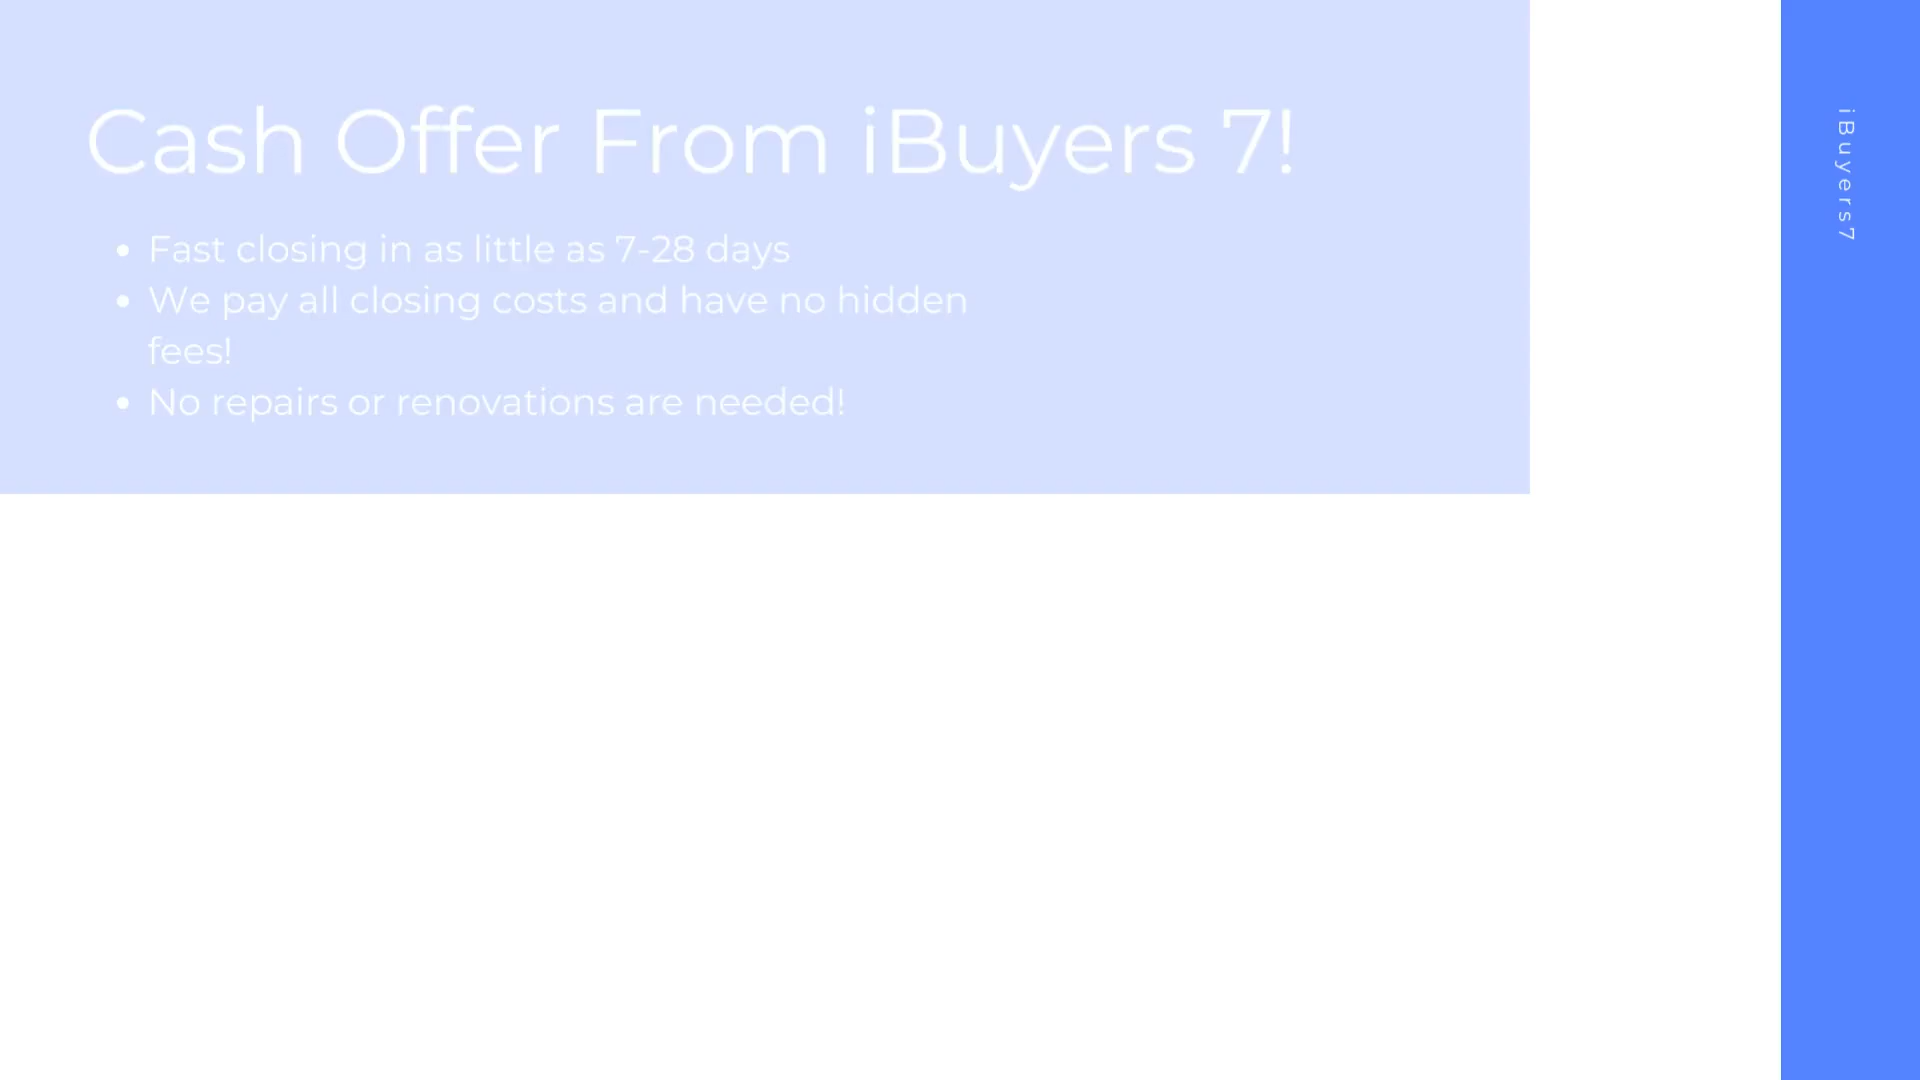 Cash Offer From iBuyers 7!
• Fast closing in as little as 7-28 days
• We pay all closing costs and have no hidden
fees!
• No repairs or renovations are needed!
iBuyers7